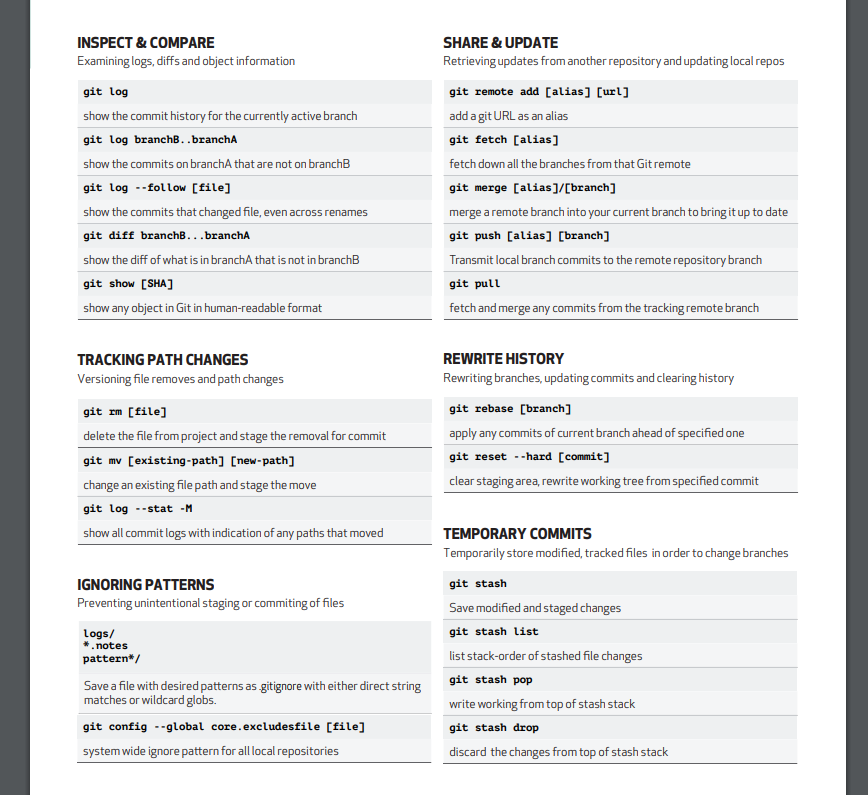 INSPECT & COMPARE
Examining logs, diffs and object information
git log
show the commit history for the currently active branch
git log branchB..branchA
show the commits on branchA that are not on branchB
git log --follow [file]
show the commits that changed file, even across renames
git diff branchB...branchA
show the diff of what is in branchA that is not in branchB
git show [SHA]
show any object in Git in human-readable format
TRACKING PATH CHANGES
Versioning file removes and path changes
git rm [file]
delete the file from project and stage the removal for commit
git mv [existing-path] [new-path]
change an existing file path and stage the move
git log --stat -M
show all commit logs with indication of any paths that moved
IGNORING PATTERNS
Preventing unintentional staging or commiting of files
logs/
*.notes
pattern*/
Save a file with desired patterns as .gitignore with either direct string
matches or wildcard globs.
git config --global core.excludesfile [file]
system wide ignore pattern for all local repositories
SHARE & UPDATE
Retrieving updates from another repository and updating local repos
git remote add [alias] [url]
add a git URL as an alias
git fetch [alias]
fetch down all the branches from that Git remote
git merge [alias]/[branch]
merge a remote branch into your current branch to bring it up to date
git push [alias] [branch]
Transmit local branch commits to the remote repository branch
git pull
fetch and merge any commits from the tracking remote branch
REWRITE HISTORY
Rewriting branches, updating commits and clearing history
git rebase [branch]
apply any commits of current branch ahead of specified one
git reset --hard [commit]
clear staging area, rewrite working tree from specified commit
TEMPORARY COMMITS
Temporarily store modified, tracked files in order to change branches
git stash
Save modified and staged changes
git stash list
list stack-order of stashed file changes
git stash pop
write working from top of stash stack
git stash drop
discard the changes from top of stash stack